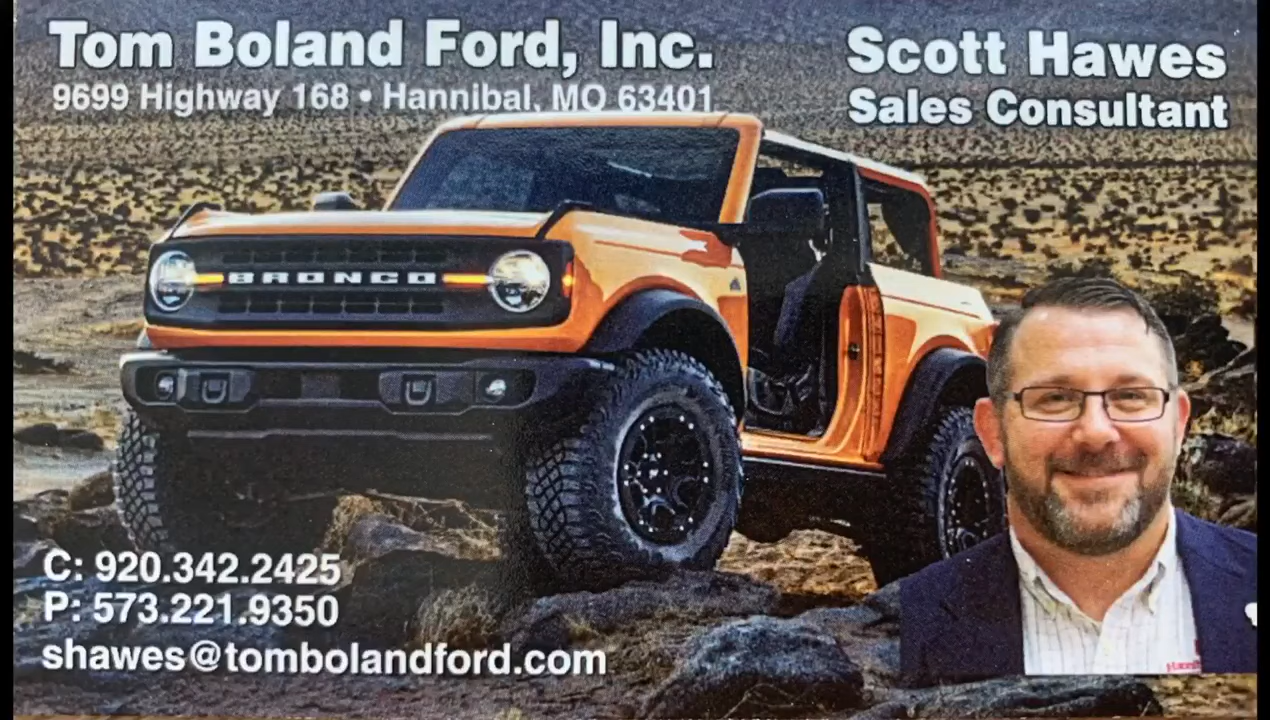 Tom Boland Ford, Inc.
9699 Highway 168 • Hannibal, MO 63401
Scott Hawes
Sales Consultant
BRONCO
C: 920.342.2425
P: 573.221.9350
shawes@tombolandford.com